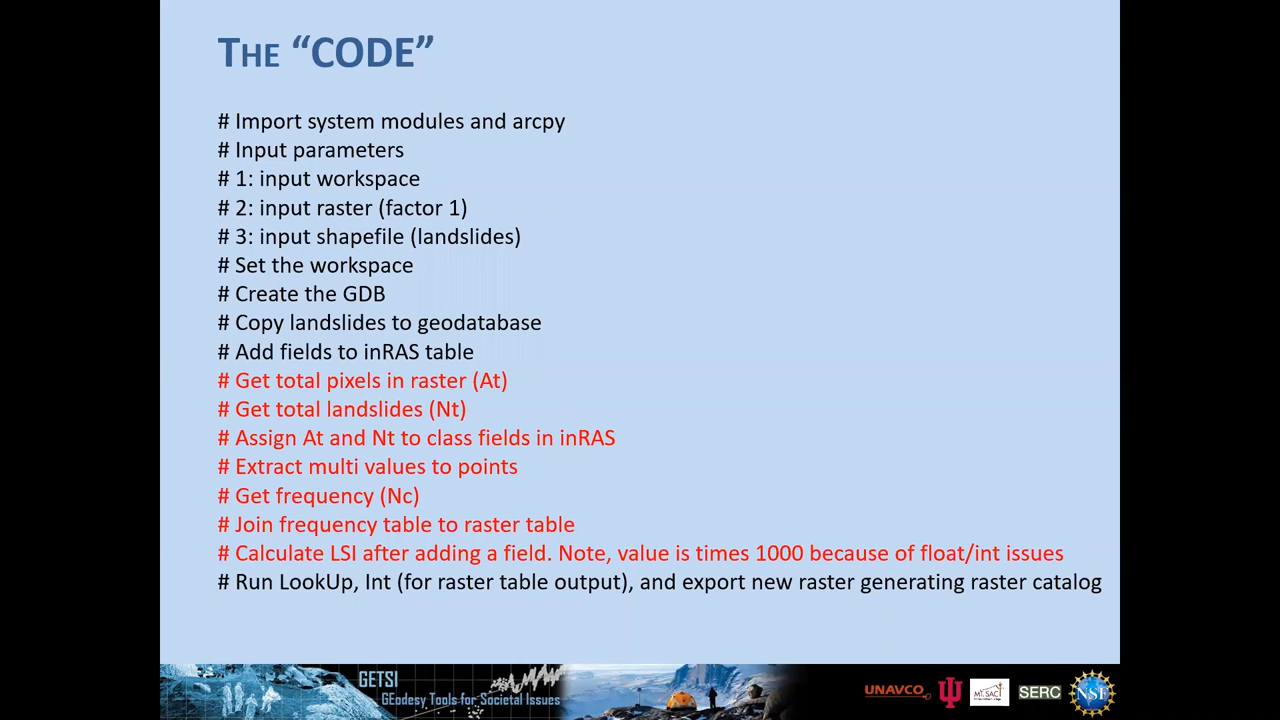 THE “CODE”
# Import system modules and arcpy
# Input parameters
# 1: input workspace
# 2: input raster (factor 1)
# 3: input shapefile (landslides)
# Set the workspace
# Create the GDB
# Copy landslides to geodatabase
# Add fields to inRAS table
# Get total pixels in raster (At)
# Get total landslides (Nt)
# Assign At and Nt to class fields in inRAS
# Extract multi values to points
# Get frequency (Nc)
# Join frequency table to raster table
# Calculate LSI after adding a field. Note, value is times 1000 because of float/int issues
# Run LookUp, Int (for raster table output), and export new raster generating raster catalog
GETSI
GEodesy Tools for Societal Issues
UNAVCO
MT. SAC
SERC
NSF